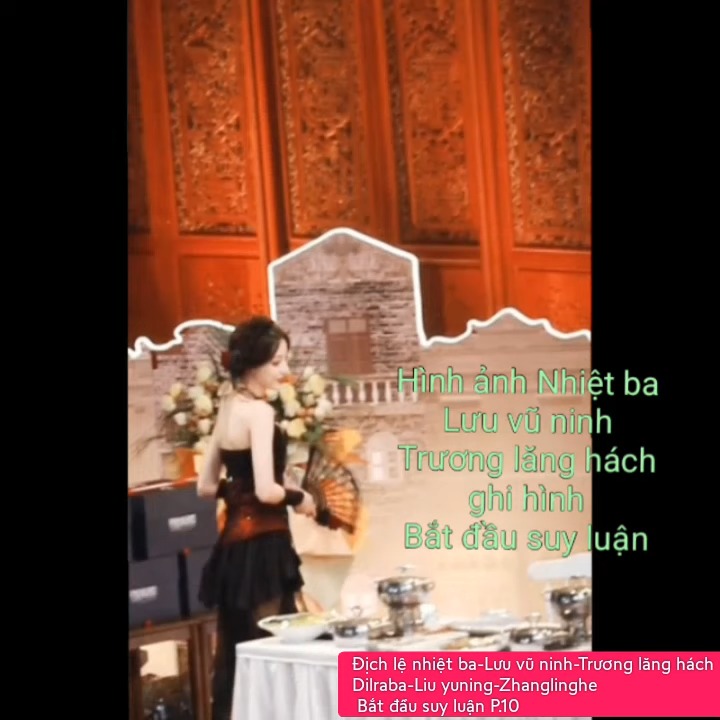 Hình ảnh Nhiệt ba
Lưu vũ ninh
Trương lăng hách
ghi hình
Bắt đầu suy luận
Địch lệ nhiệt ba-Lưu vũ ninh-Trương lăng hách
Dilraba-Liu yuning-Zhanglinghe
Bắt đầu suy luận P.10